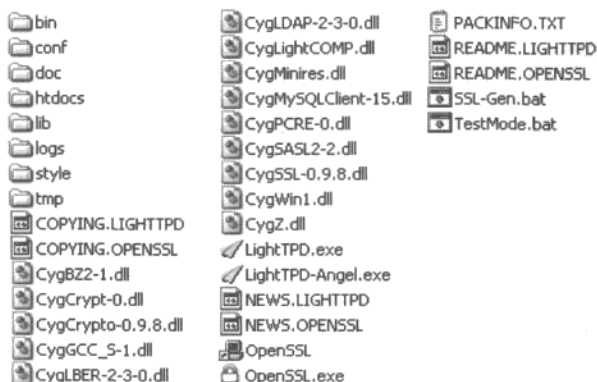 bin
conf
doc
htdocs
lib
logs
style
tmp
COPYING.LIGHTTPD
COPYING.OPENSSL
CygBZ2-1.dll
CygCrypt-0.dll
CygCrypto-0.9.8.dll
CygGCC_S-1.dll
CygLBER-2-3-0.dll
CygLDAP-2-3-0.dll
CygLightCOMP.dll
CygMinires.dll
CygMySQLClient-15.dll
CygPCRE-0.dll
CygSASL2-2.dll
CygSSL-0.9.8.dll
CygWin1.dll
CygZ.dll
LightTPD.exe
LightTPD-Angel.exe
NEWS.LIGHTTPD
NEWS.OPENSSL
OpenSSL
OpenSSL.exe
PACKINFO.TXT
README.LIGHTTPD
README.OPENSSL
SSL-Gen.bat
TestMode.bat